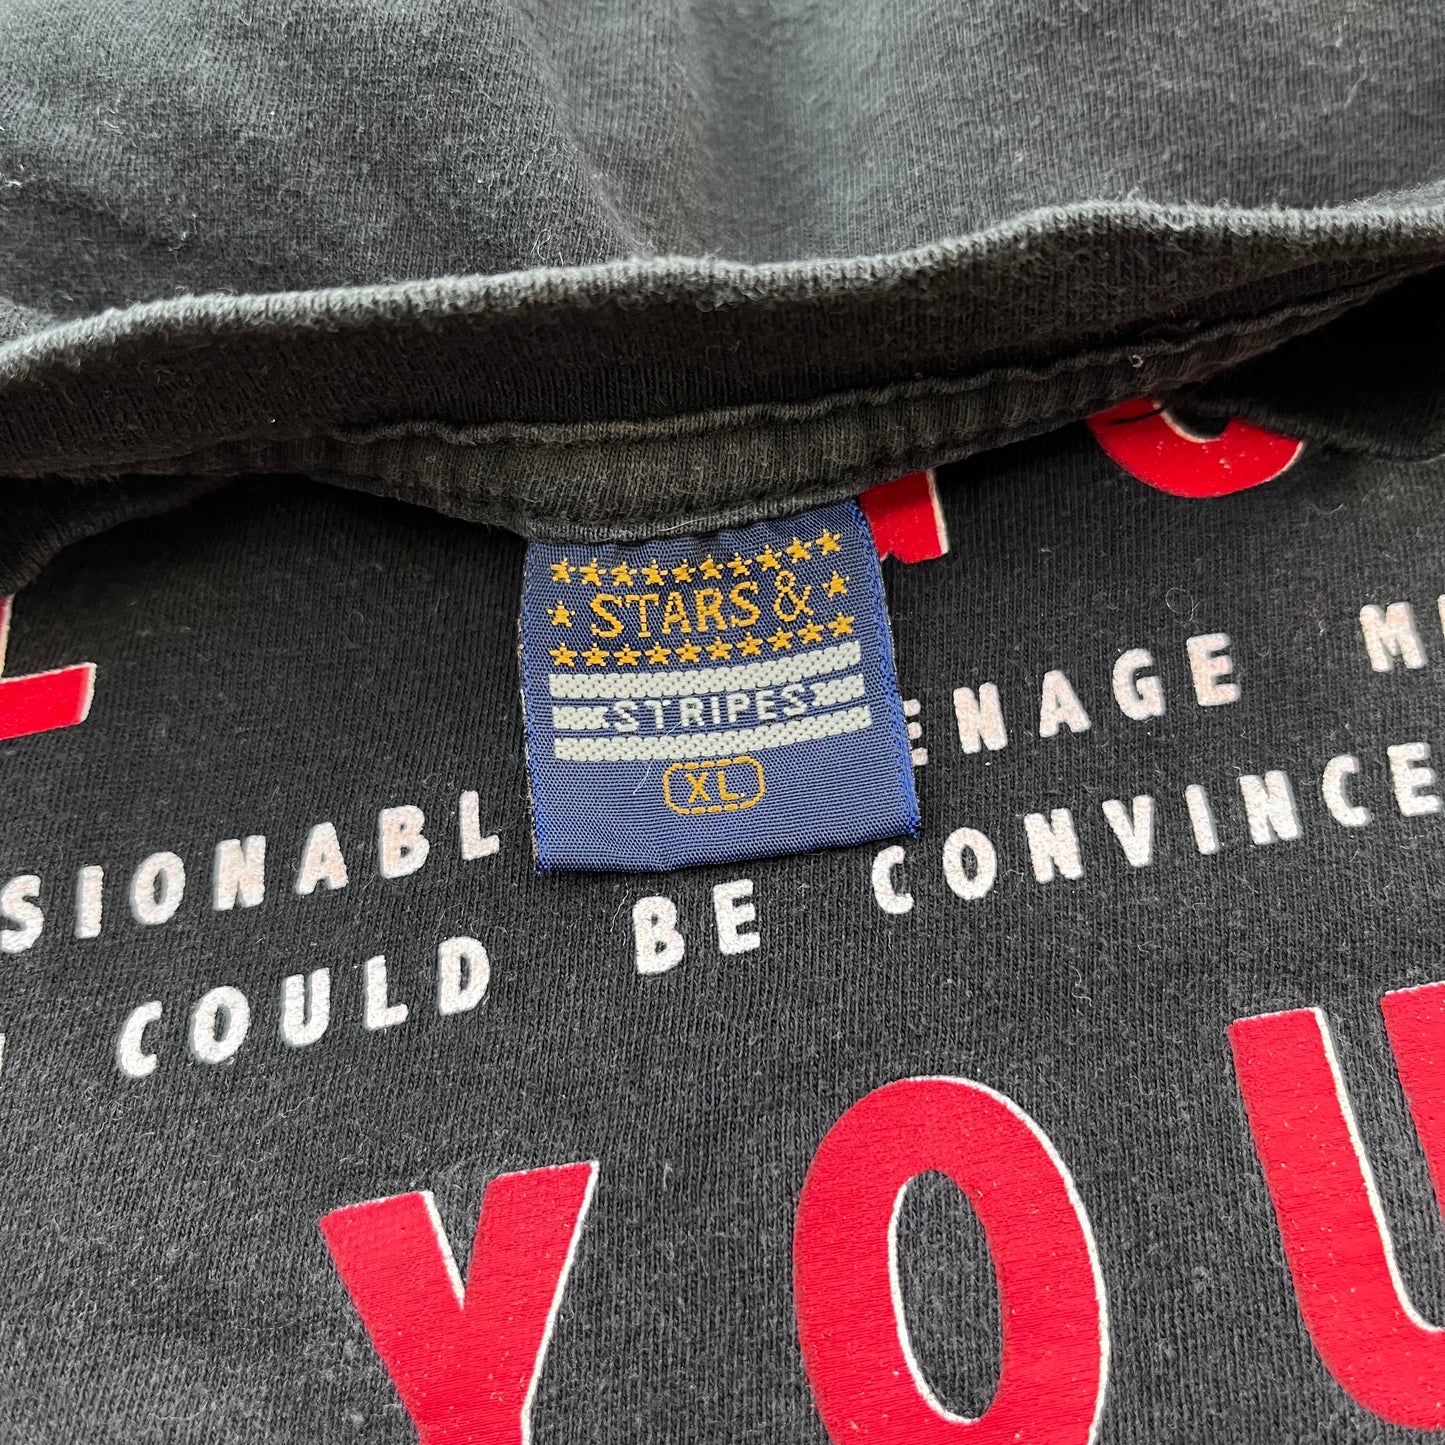 STARS &
STRIPES
XL
SIONABL ENAGE M
COULD BE CONVINCE
YOU